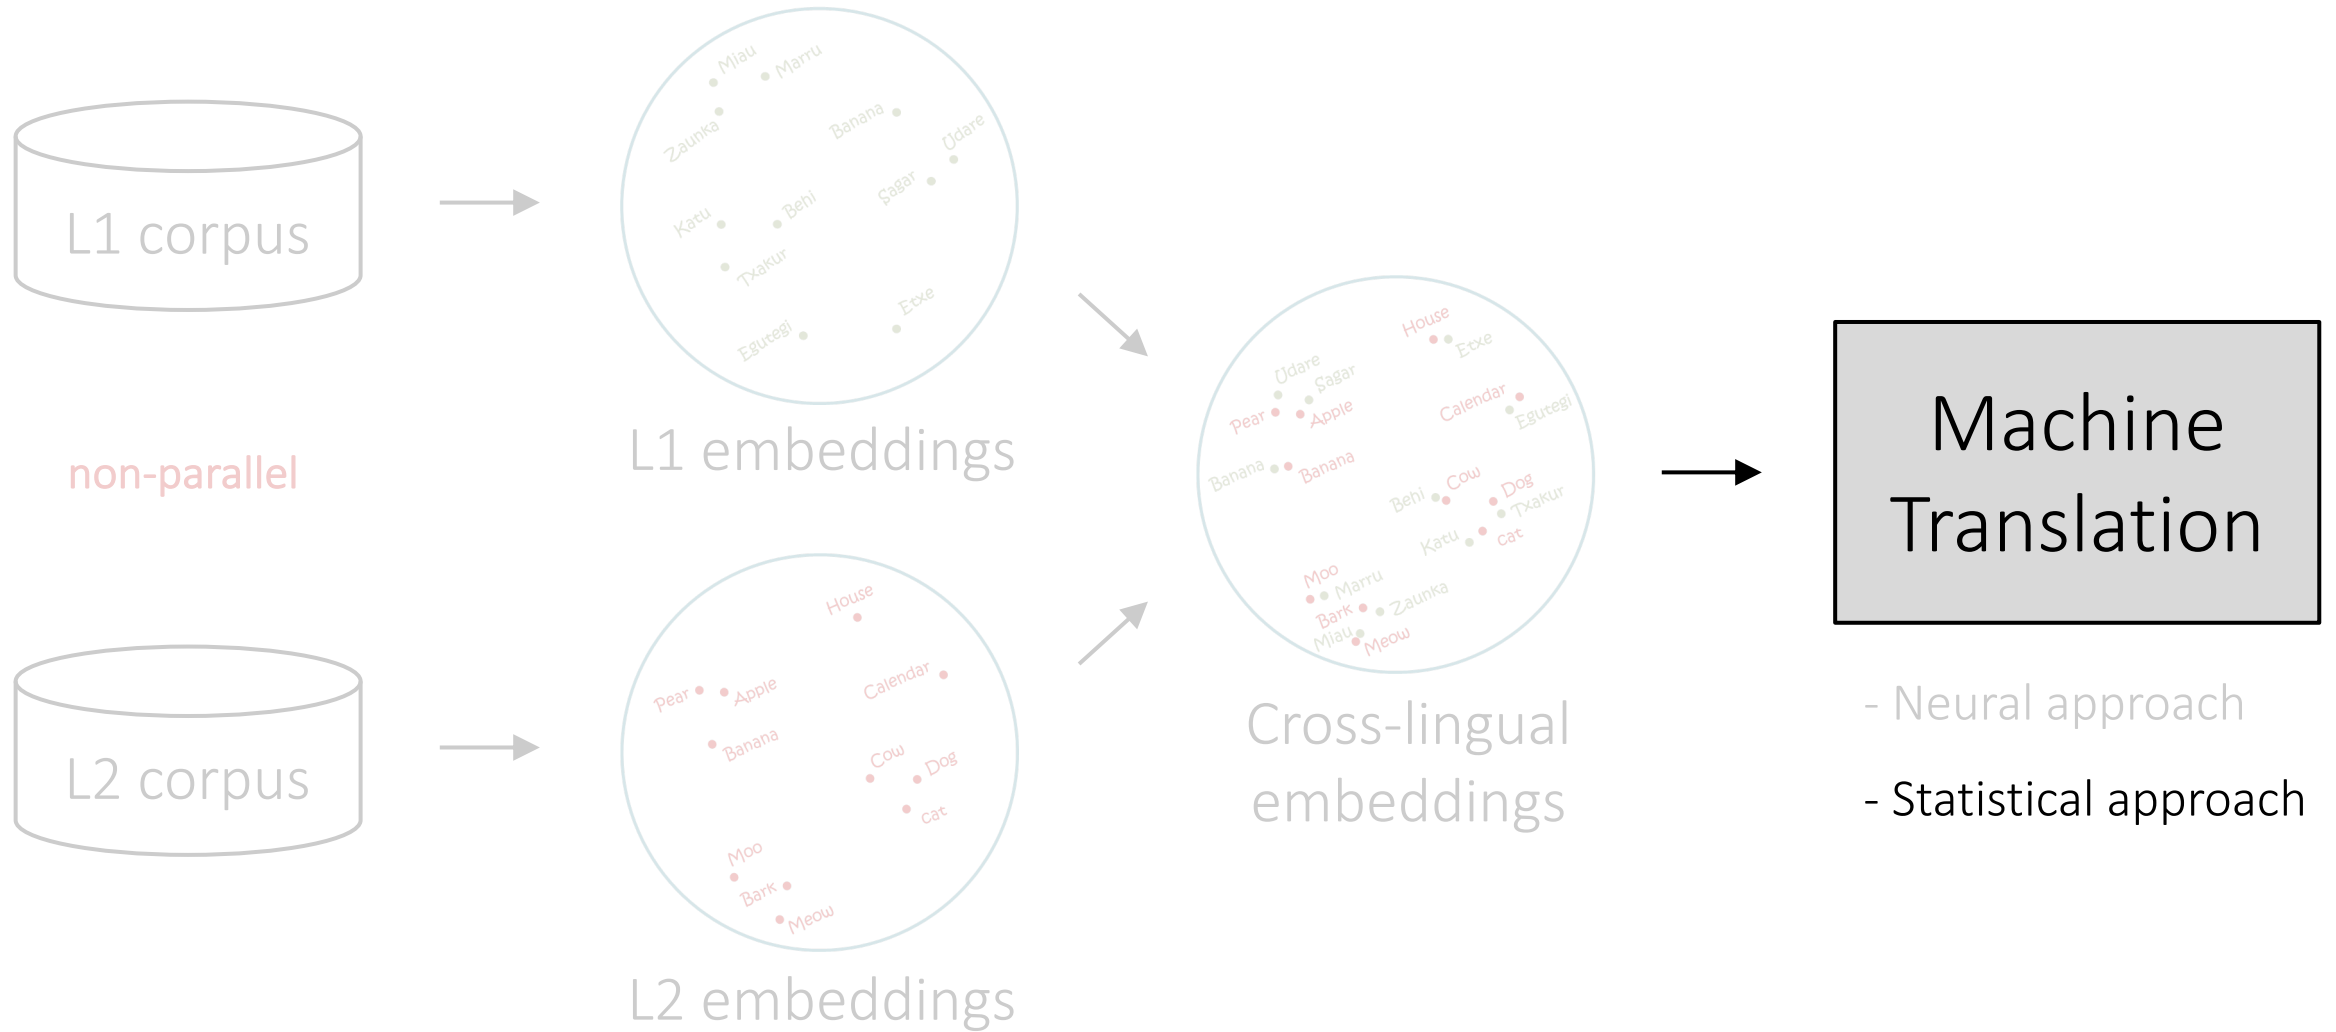 L1 corpus
non-parallel
L2 corpus
Miau
Marru
Zaunka
Banana
Udare
Sagar
Katu
Behi
Txakur
Etxe
Egutegi
L1 embeddings
House
Pear
Apple
Calendar
Banana
Cow
Dog
cat
Moo
Bark
Meow
L2 embeddings
House
Etxe
Udare
Sagar
Pear
Apple
Calendar
Egutegi
Banana
Banana
Behi
Cow
Dog
Txakur
Katu
cat
Moo
Marru
Bark
Zaunka
Miau
Meow
Cross-lingual
embeddings
Machine
Translation
- Neural approach
- Statistical approach